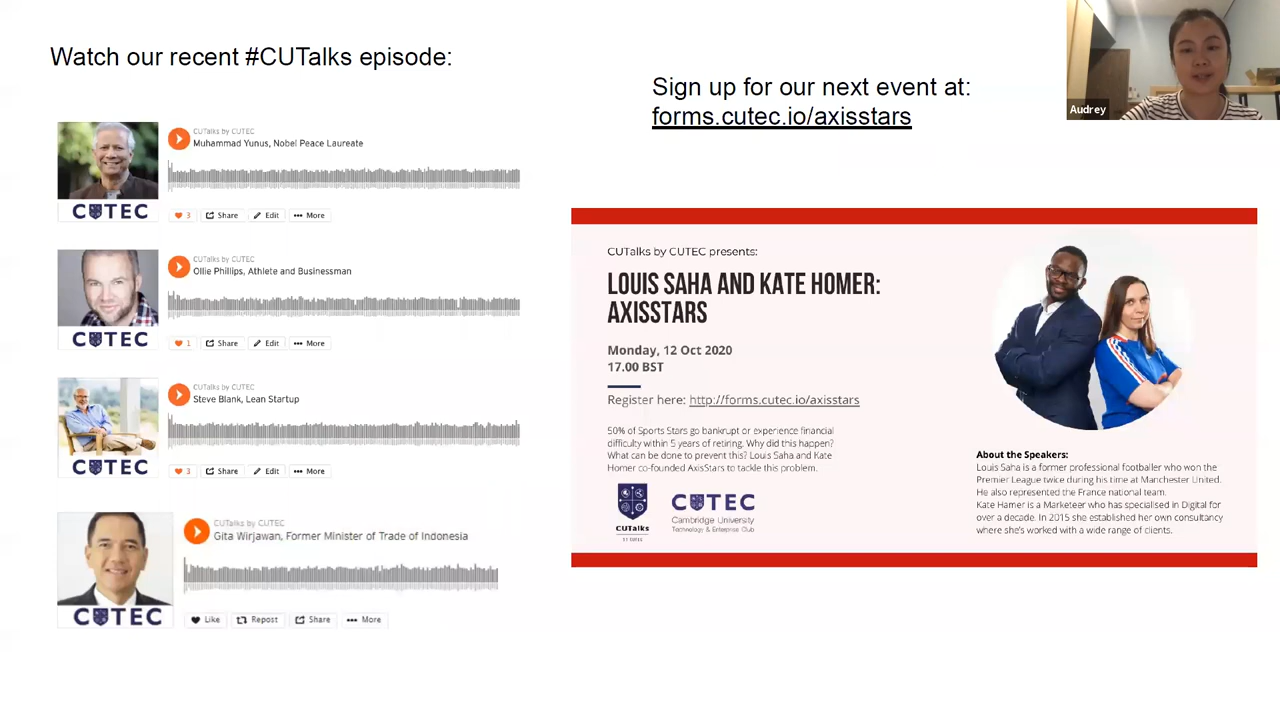 Watch our recent #CUTalks episode:
CUTalks by CUTEC
Muhammad Yunus, Nobel Peace Laureate
CUTEC
3 Share Edit More
CUTalks by CUTEC
Ollie Phillips, Athlete and Businessman
CUTEC
1 Share Edit More
CUTalks by CUTEC
Steve Blank, Lean Startup
CUTEC
3 Share Edit More
CUTalks by CUTEC
Gita Wirjawan, Former Minister of Trade of Indonesia
CUTEC
Like Repost Share More
Sign up for our next event at:
forms.cutec.io/axisstars
Audrey
CUTalks by CUTEC presents:
LOUIS SAHA AND KATE HOMER:
AXISSTARS
Monday, 12 Oct 2020
17.00 BST
Register here: http://forms.cutec.io/axisstars
50% of Sports Stars go bankrupt or experience financial
difficulty within 5 years of retiring. Why did this happen?
What can be done to prevent this? Louis Saha and Kate
Homer co-founded AxisStars to tackle this problem.
CUTalks
CUTEC
Cambridge University
Technology & Enterprise Club
About the Speakers:
Louis Saha is a former professional footballer who won the
Premier League twice during his time at Manchester United.
He also represented the France national team.
Kate Hamer is a Marketeer who has specialised in Digital for
over a decade. In 2015 she established her own consultancy
where she's worked with a wide range of clients.